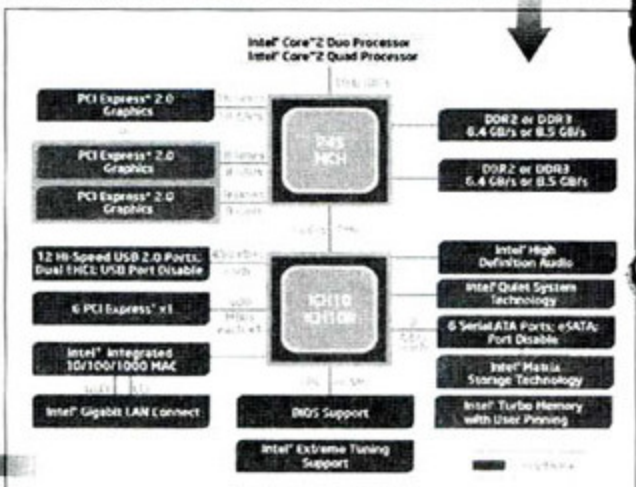 Intel® Core™2 Duo Processor
Intel® Core™2 Quad Processor
PCI Express® 2.0
Graphics
P45
MCH
DDR2 or DDR3
6.4 GB/s or 8.5 GB/s
PCI Express® 2.0
Graphics
DDR2 or DDR3
6.4 GB/s or 8.5 GB/s
PCI Express® 2.0
Graphics
12 Hi-Speed USB 2.0 Ports;
Dual EHCI; USB Port Disable
ICH10
ICH10R
Intel® High
Definition Audio
Intel® Quiet System
Technology
6 PCI Express® x1
6 Serial ATA Ports; eSATA;
Port Disable
Intel® Integrated
10/100/1000 MAC
Intel® Matrix
Storage Technology
Intel® Gigabit LAN Connect
BIOS Support
Intel® Turbo Memory
with User Pinning
Intel® Extreme Tuning
Support